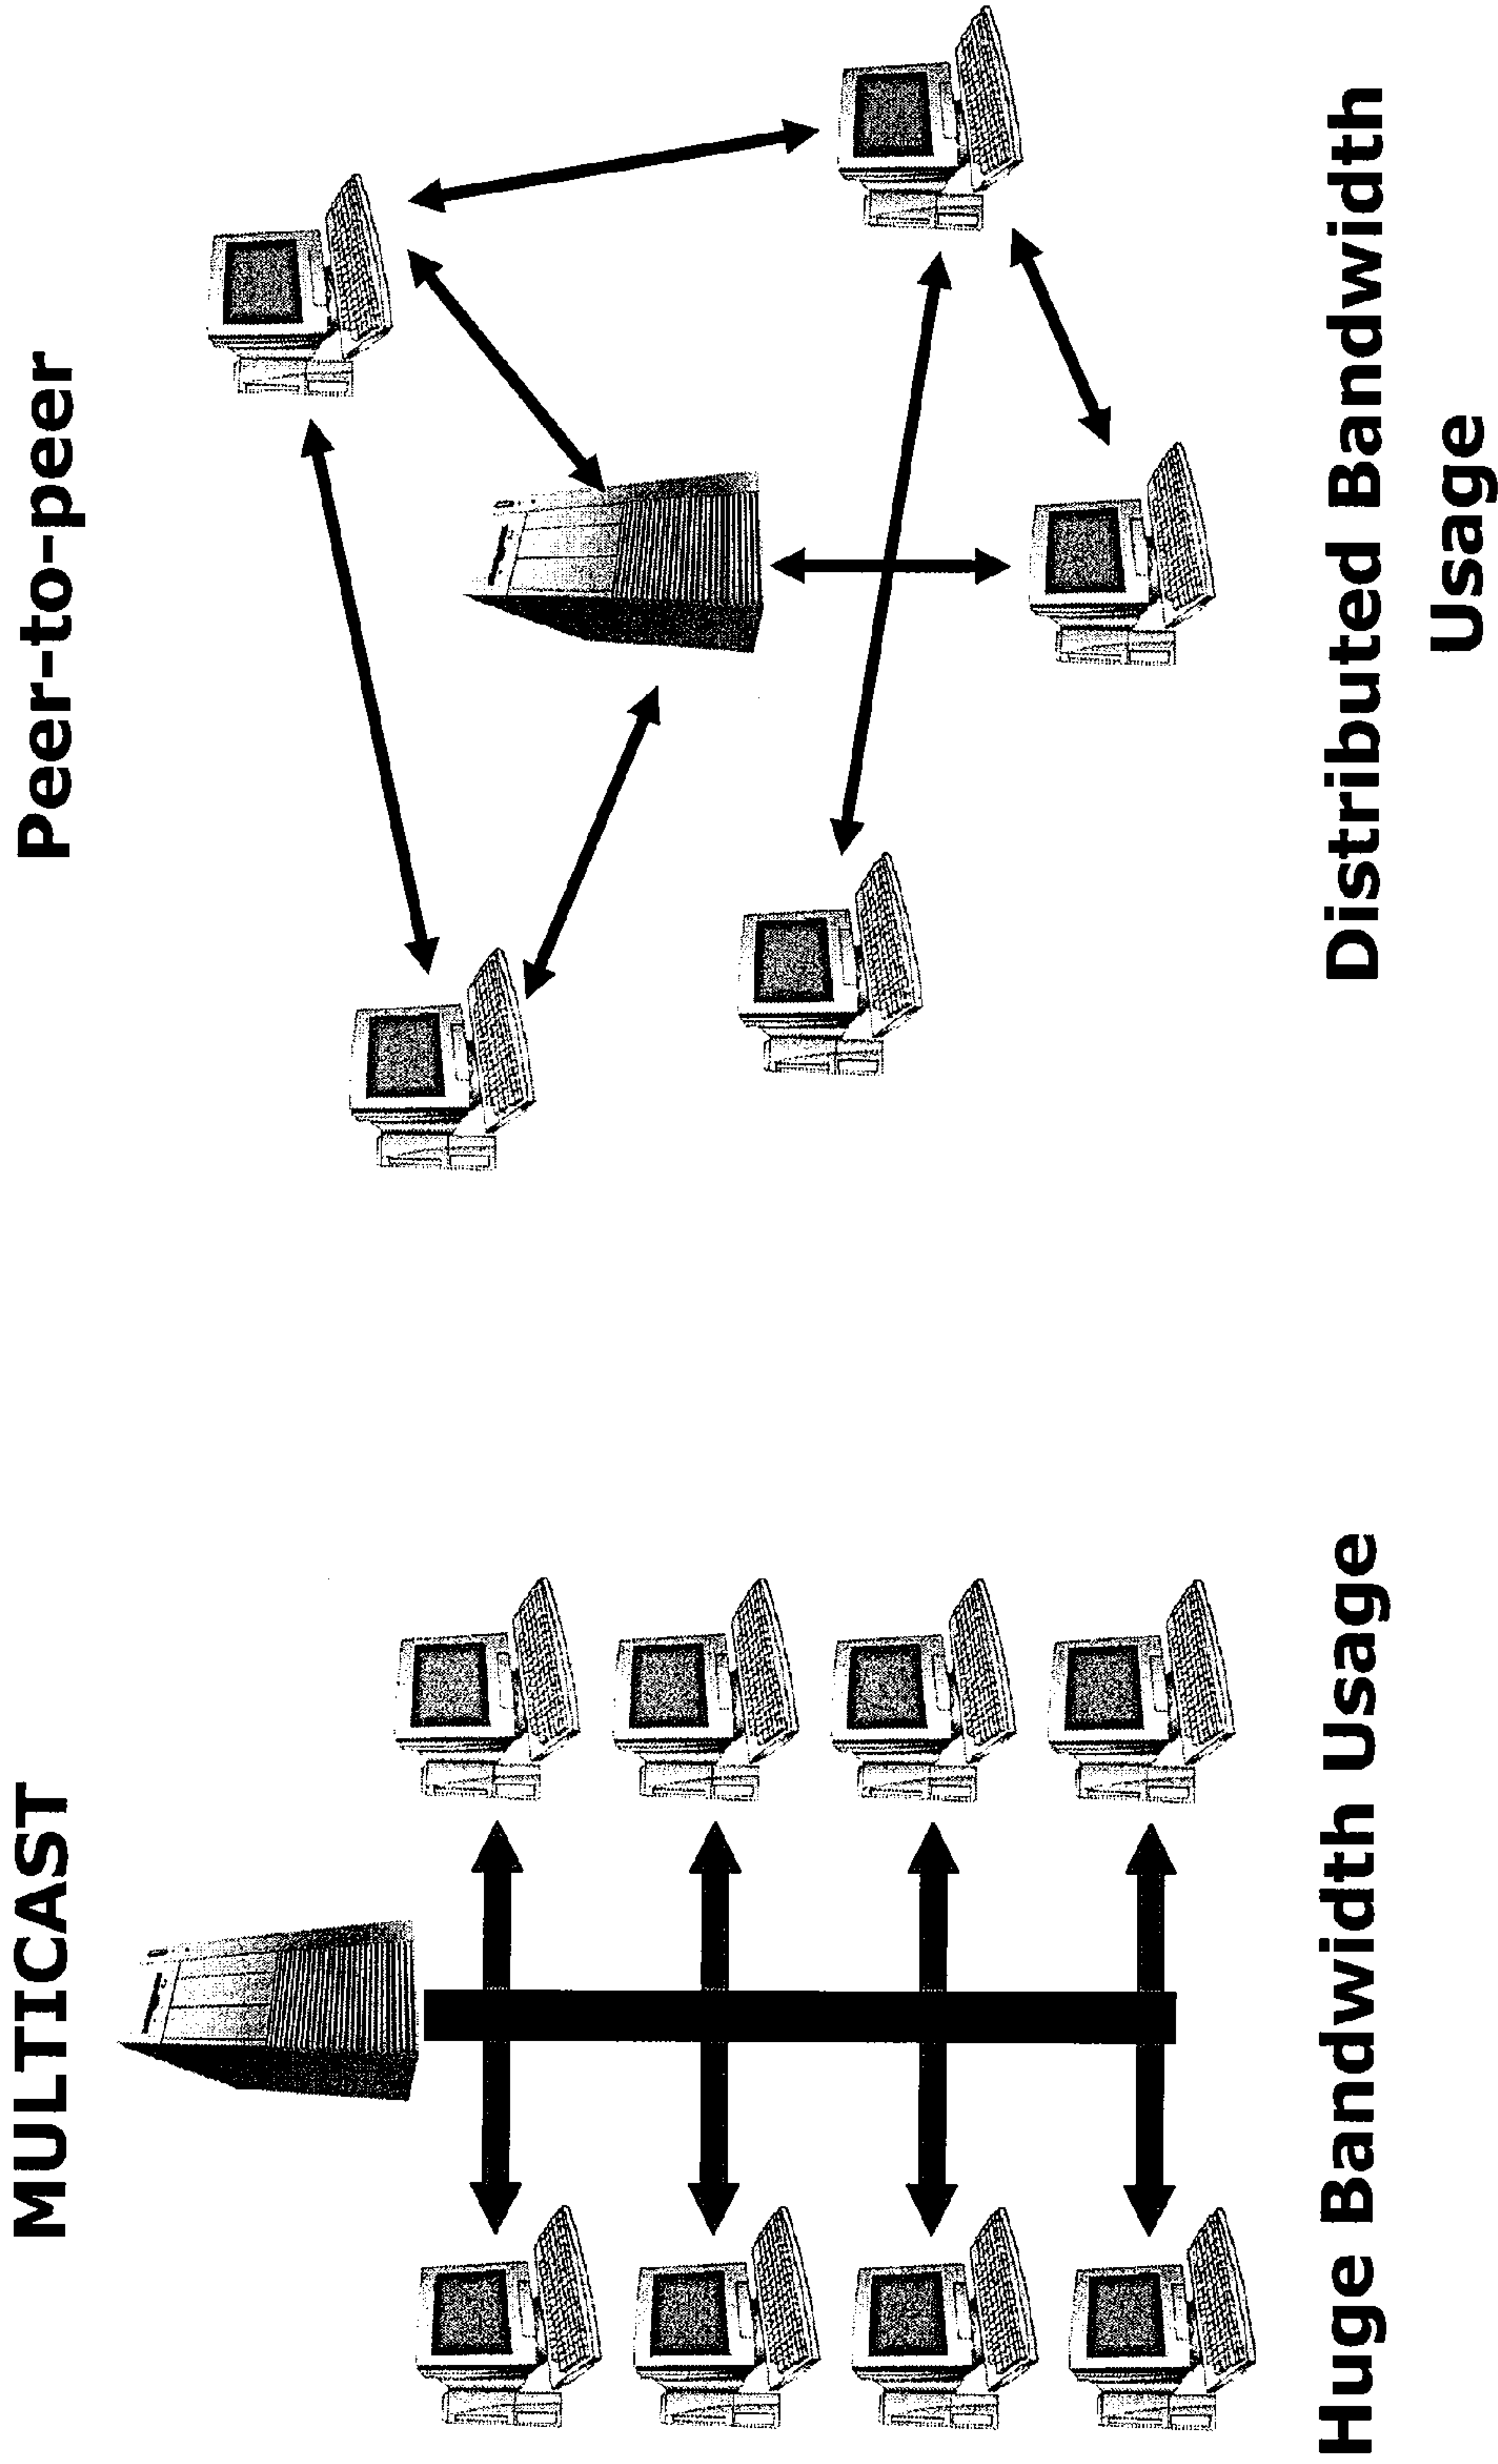 MULTICAST
Huge Bandwidth Usage
Peer-to-peer
Distributed Bandwidth
Usage